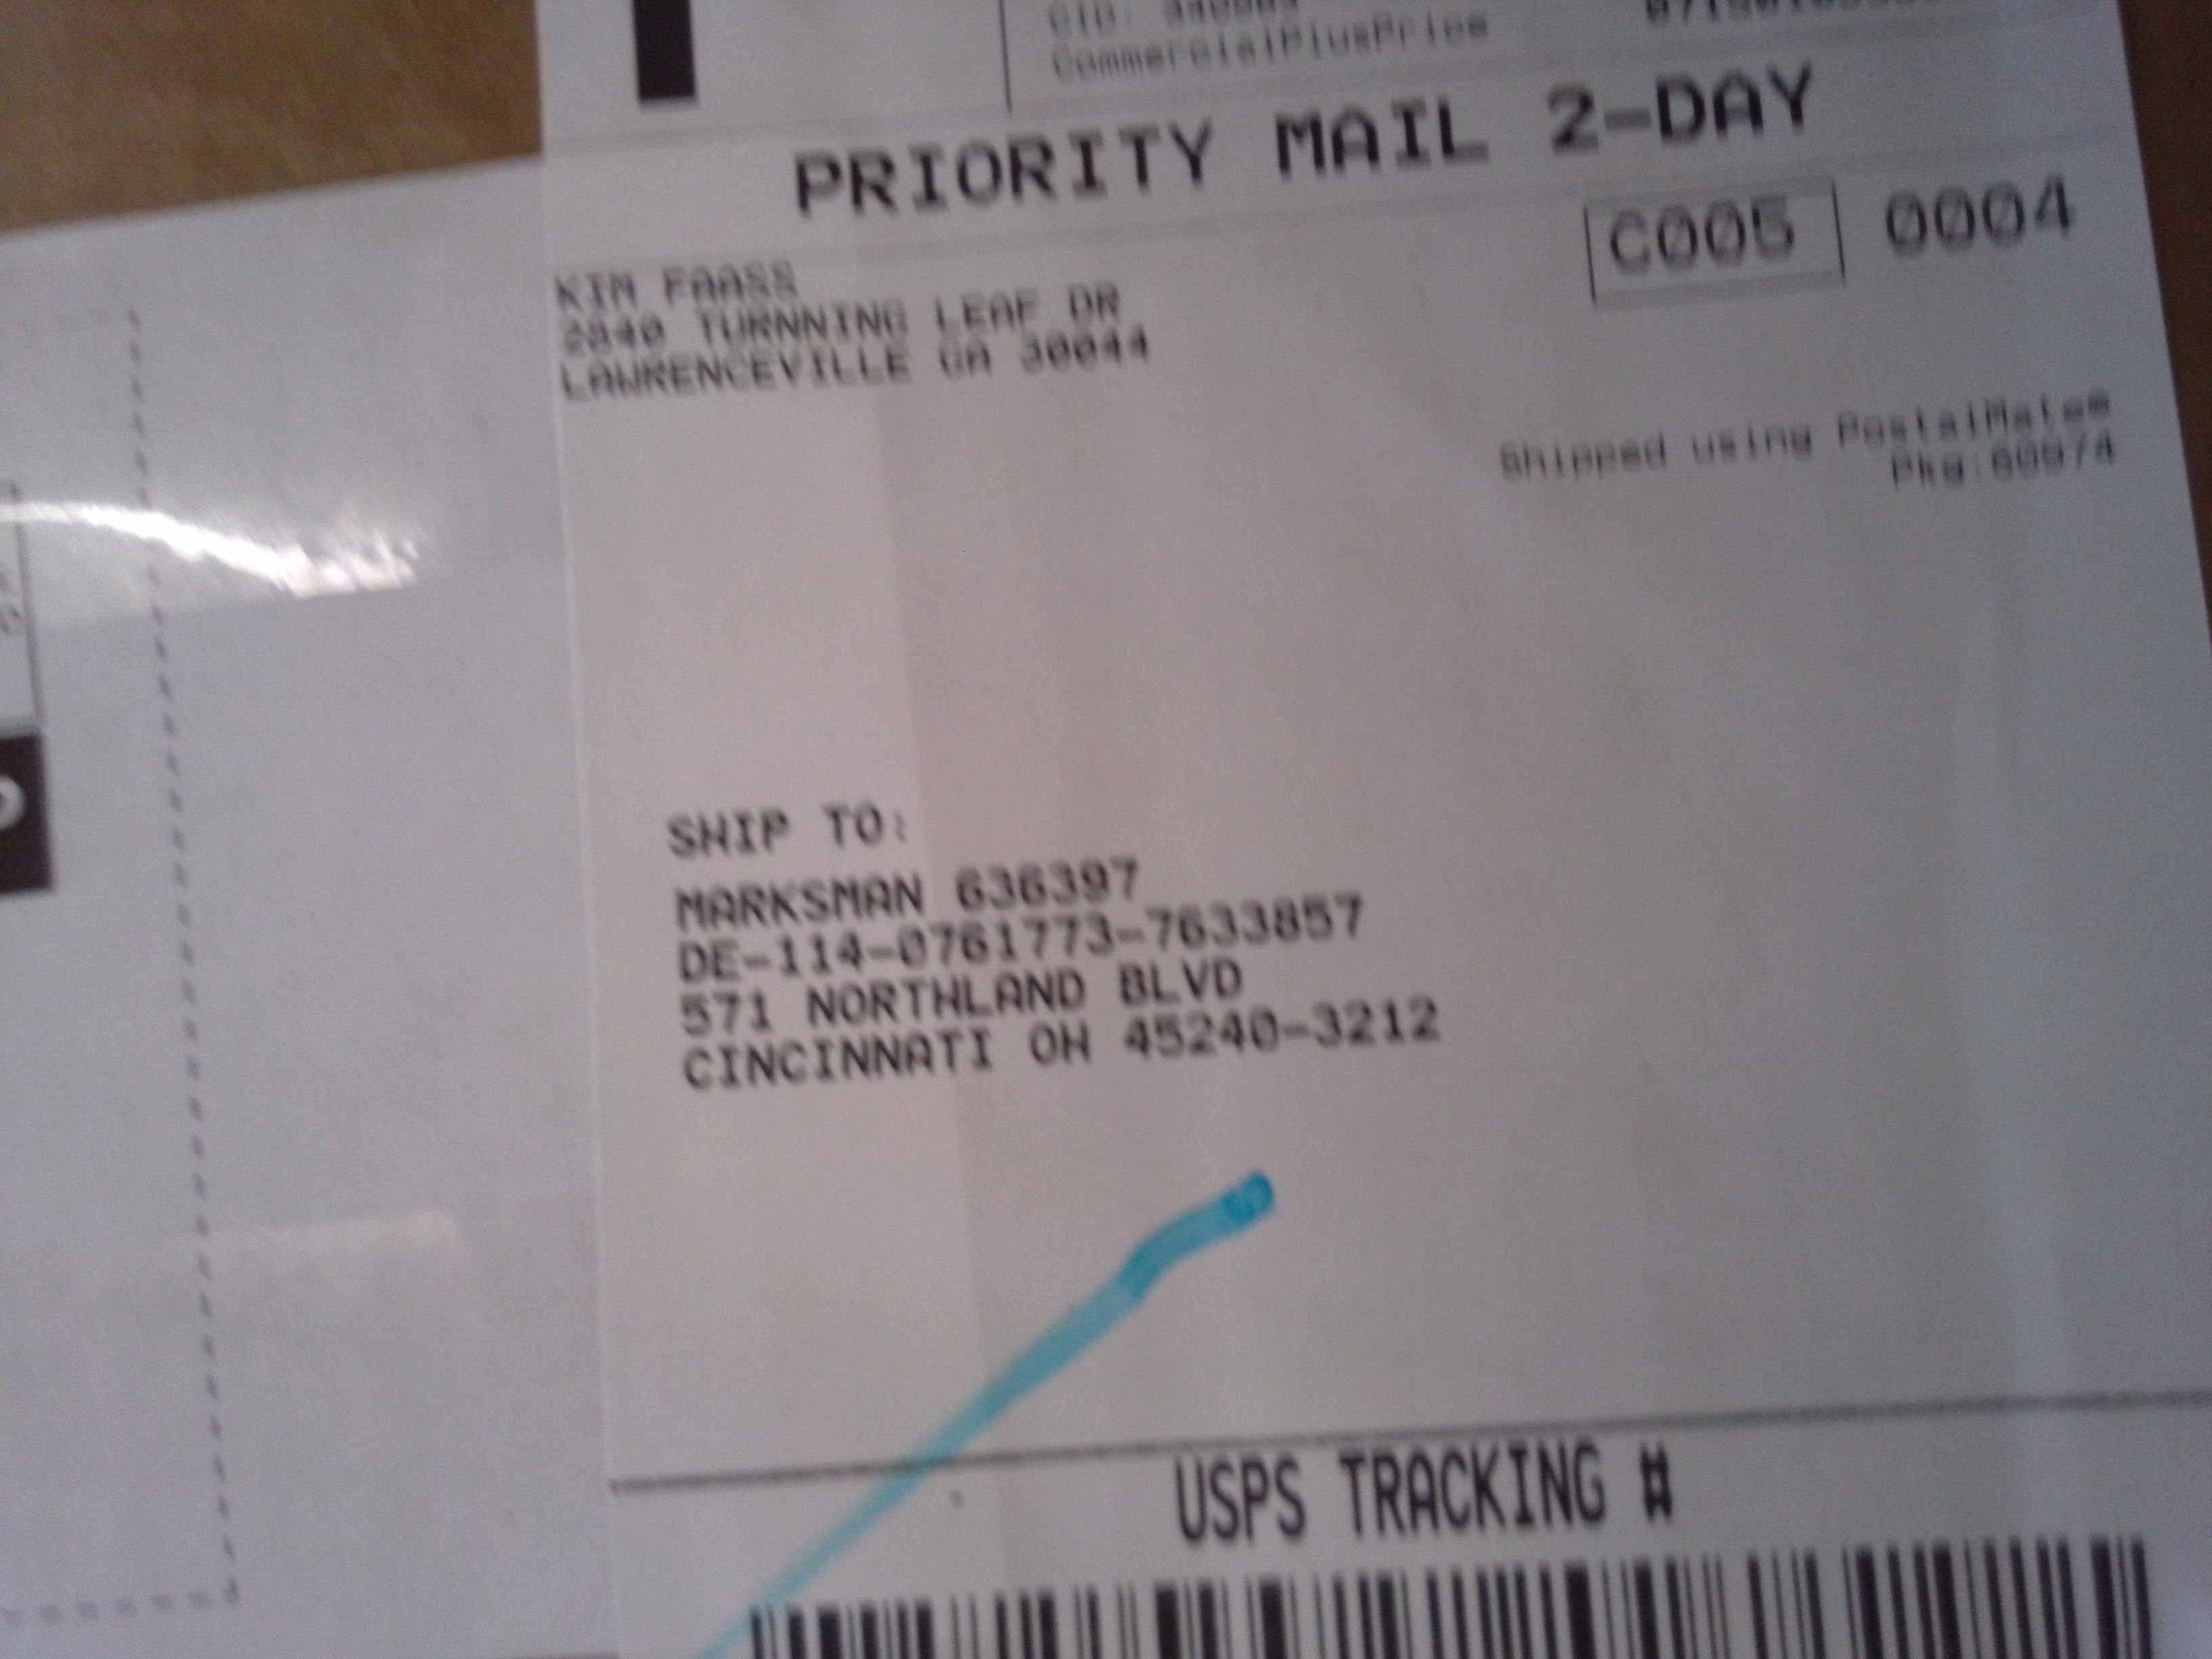 CommercialPlusPrice
PRIORITY MAIL 2-DAY
C005 0004
KIM FAASS
2840 TURNNING LEAF DR
LAWRENCEVILLE GA 30044
Shipped using PostalMate
SHIP TO:
MARKSMAN 636397
DE-114-0761773-7633857
571 NORTHLAND BLVD
CINCINNATI OH 45240-3212
USPS TRACKING #